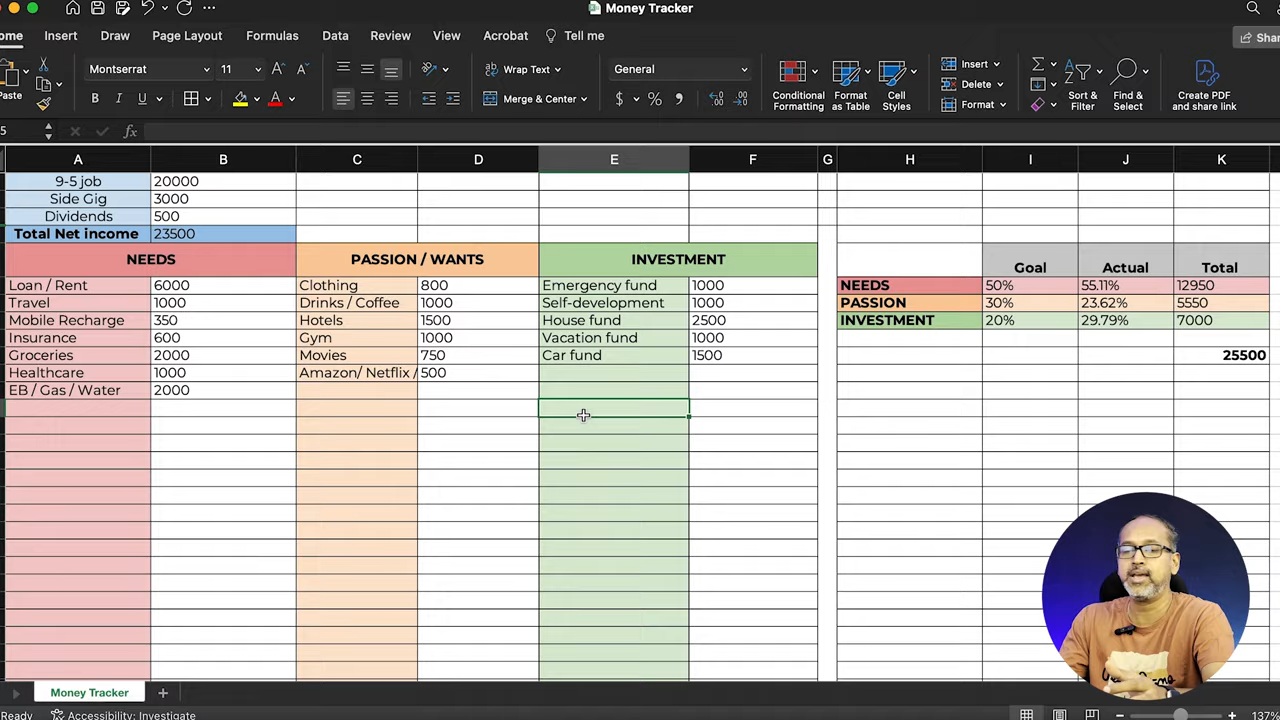 Money Tracker
ome Insert Draw Page Layout Formulas Data Review View Acrobat Tell me Share
Paste Montserrat 11 Wrap Text General Insert
B I U Merge & Center $ % Conditional Formatting Format as Table Cell Styles Delete Format Sort & Filter Find & Select Create PDF and share link
5 fx
A B C D E F G H I J K
9-5 job 20000
Side Gig 3000
Dividends 500
Total Net income 23500
NEEDS PASSION / WANTS INVESTMENT Goal Actual Total
Loan / Rent 6000 Clothing 800 Emergency fund 1000 NEEDS 50% 55.11% 12950
Travel 1000 Drinks / Coffee 1000 Self-development 1000 PASSION 30% 23.62% 5550
Mobile Recharge 350 Hotels 1500 House fund 2500 INVESTMENT 20% 29.79% 7000
Insurance 600 Gym 1000 Vacation fund 1000
Groceries 2000 Movies 750 Car fund 1500 25500
Healthcare 1000 Amazon/ Netflix / 500
EB / Gas / Water 2000
Money Tracker +
Ready Accessibility: Investigate 137%